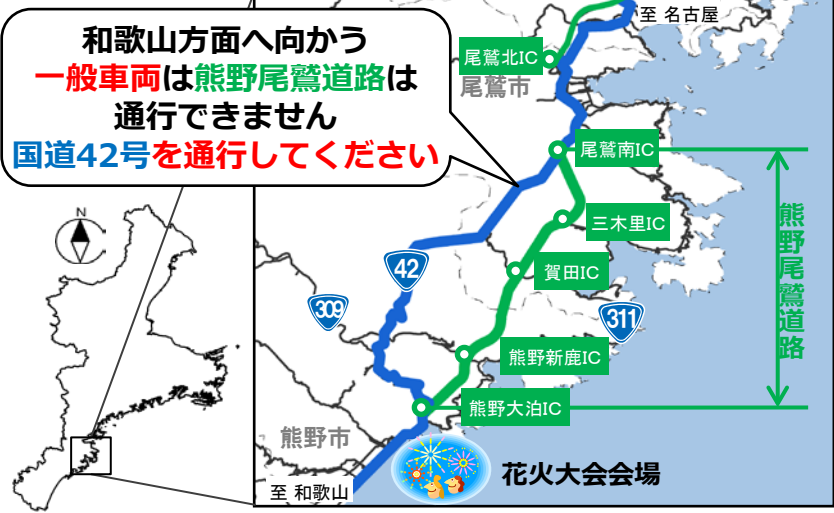 和歌山方面へ向かう
一般車両は熊野尾鷲道路は
通行できません
国道42号を通行してください
至 名古屋
尾鷲北IC
尾鷲市
尾鷲南IC
三木里IC
賀田IC
熊野新鹿IC
熊野大泊IC
熊野尾鷲道路
42
309
311
N
熊野市
至 和歌山
花火大会会場